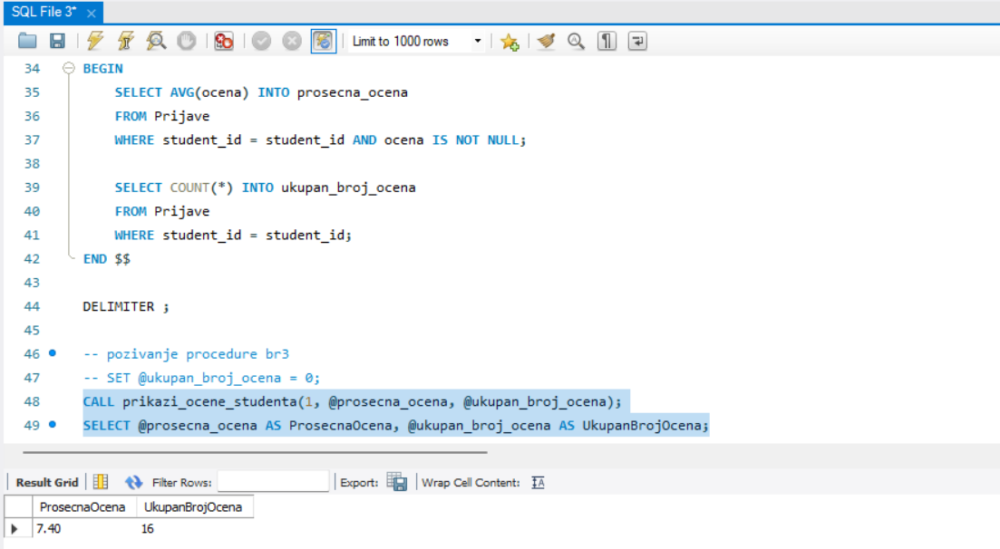 SQL File 3*
Limit to 1000 rows
34 BEGIN
35 SELECT AVG(ocena) INTO prosecna_ocena
36 FROM Prijave
37 WHERE student_id = student_id AND ocena IS NOT NULL;
38
39 SELECT COUNT(*) INTO ukupan_broj_ocena
40 FROM Prijave
41 WHERE student_id = student_id;
42 END $$
43
44 DELIMITER ;
45
46 -- pozivanje procedure br3
47 -- SET @ukupan_broj_ocena = 0;
48 CALL prikazi_ocene_studenta(1, @prosecna_ocena, @ukupan_broj_ocena);
49 SELECT @prosecna_ocena AS ProsecnaOcena, @ukupan_broj_ocena AS UkupanBrojOcena;
Result Grid Filter Rows: Export: Wrap Cell Content:
ProsecnaOcena UkupanBrojOcena
7.40 16